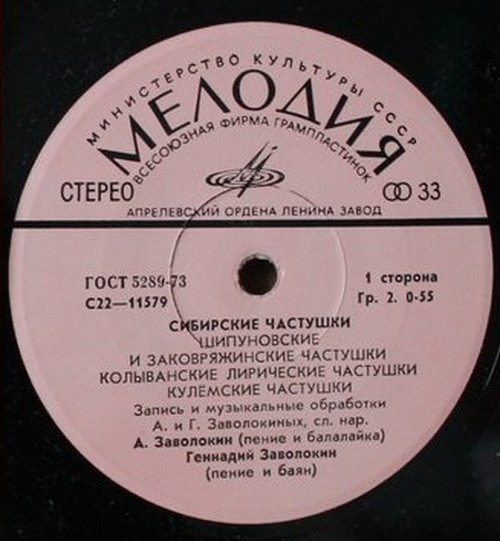 МИНИСТЕРСТВО КУЛЬТУРЫ СССР
МЕЛОДИЯ
ВСЕСОЮЗНАЯ ФИРМА ГРАМПЛАСТИНОК
СТЕРЕО 33
АПРЕЛЕВСКИЙ ОРДЕНА ЛЕНИНА ЗАВОД
ГОСТ 5289-73 1 сторона
С22—11579 Гр. 2. 0-55
СИБИРСКИЕ ЧАСТУШКИ
ШИПУНОВСКИЕ
И ЗАКОВРЯЖИНСКИЕ ЧАСТУШКИ
КОЛЫВАНСКИЕ ЛИРИЧЕСКИЕ ЧАСТУШКИ
КУЛЁМСКИЕ ЧАСТУШКИ
Запись и музыкальные обработки
А. и Г. Заволокиных, сл. нар.
А. Заволокин (пение и балалайка)
Геннадий Заволокин
(пение и баян)